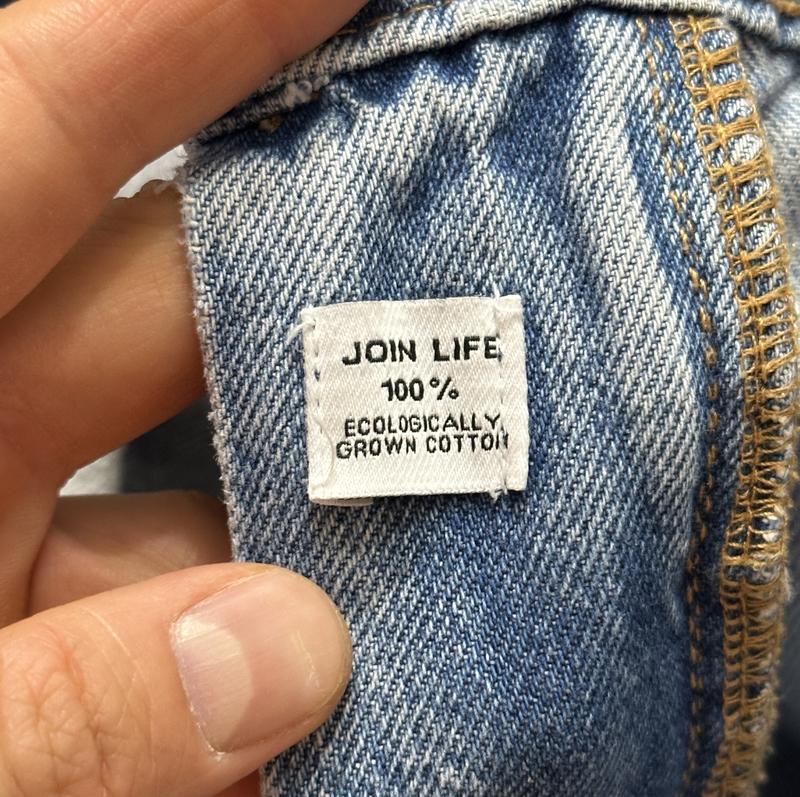 JOIN LIFE
100%
ECOLOGICALLY
GROWN COTTON